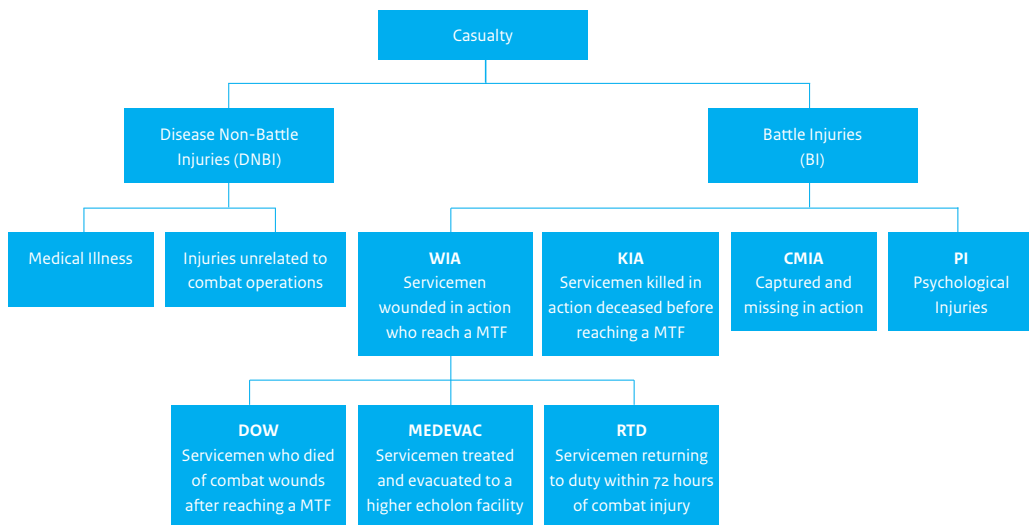 Casualty
Disease Non-Battle
Injuries (DNBI)
Battle Injuries
(BI)
Medical Illness
Injuries unrelated to
combat operations
WIA
Servicemen
wounded in action
who reach a MTF
KIA
Servicemen killed in
action deceased before
reaching a MTF
CMIA
Captured and
missing in action
PI
Psychological
Injuries
DOW
Servicemen who died
of combat wounds
after reaching a MTF
MEDEVAC
Servicemen treated
and evacuated to a
higher echolon facility
RTD
Servicemen returning
to duty within 72 hours
of combat injury